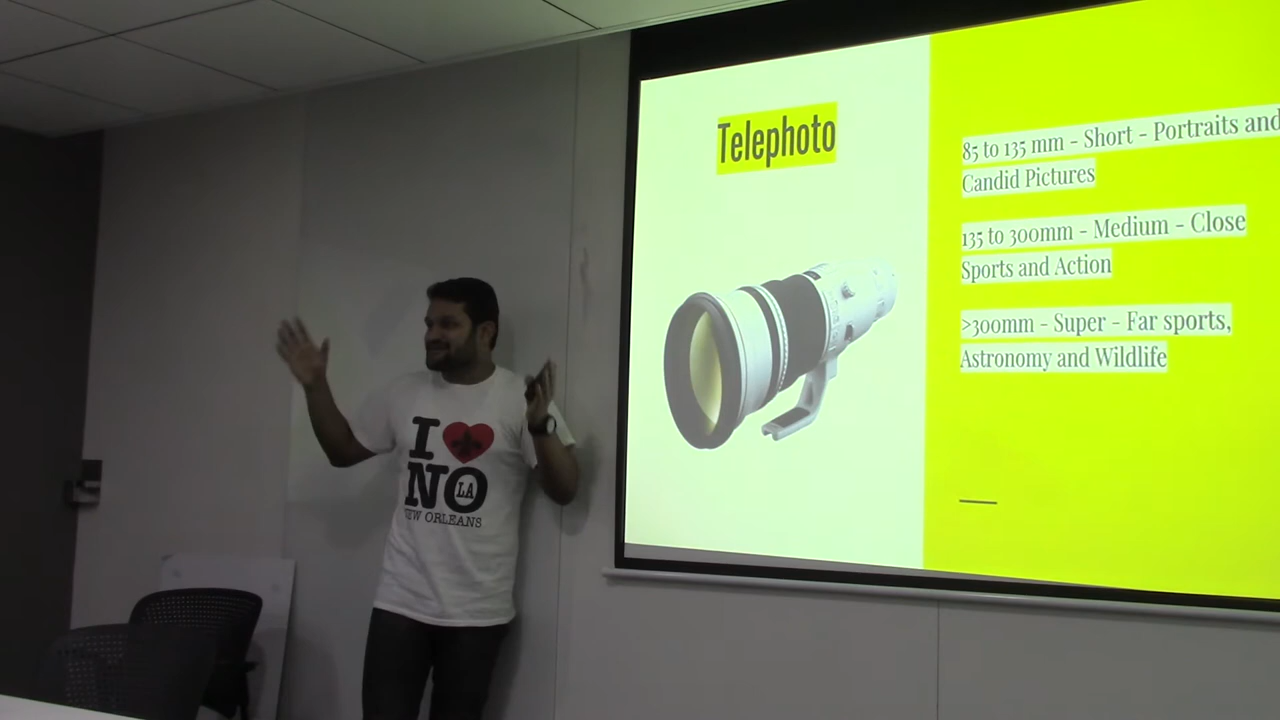 Telephoto
85 to 135 mm - Short - Portraits and
Candid Pictures
135 to 300mm - Medium - Close
Sports and Action
>300mm - Super - Far sports,
Astronomy and Wildlife
I
NO
LA
NEW ORLEANS